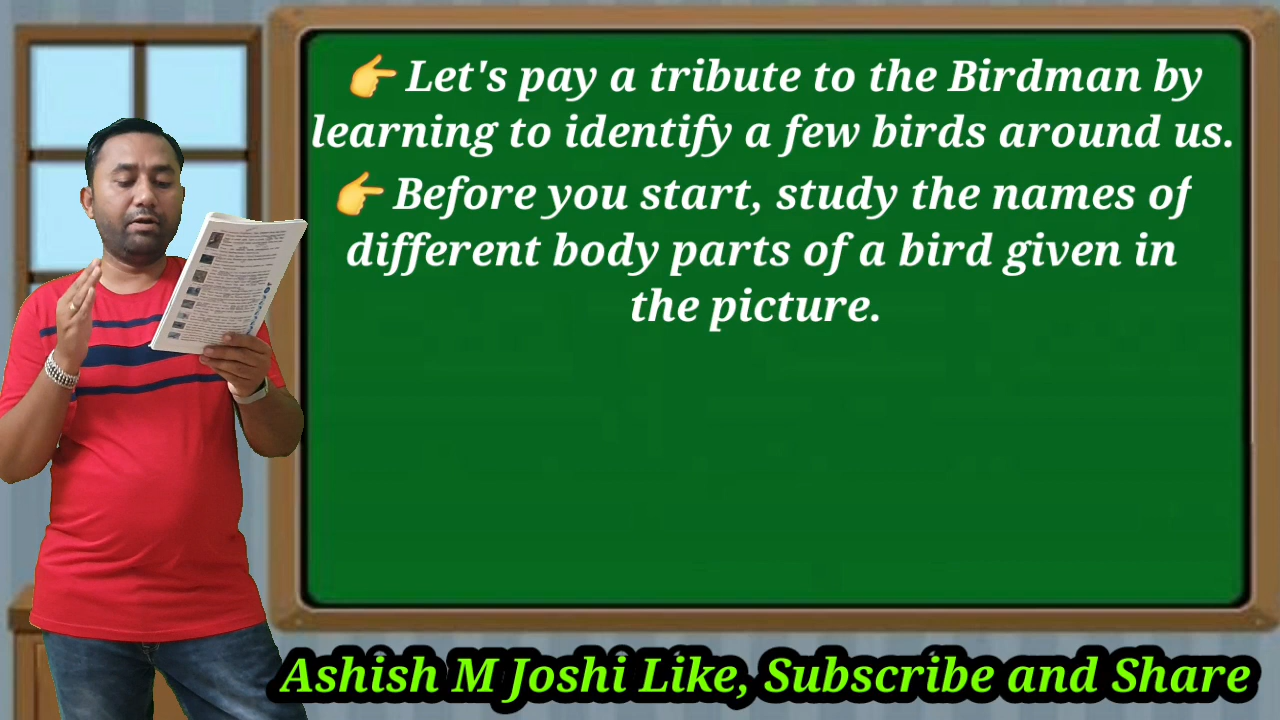 👉 Let's pay a tribute to the Birdman by
learning to identify a few birds around us.
👉 Before you start, study the names of
different body parts of a bird given in
the picture.
Ashish M Joshi Like, Subscribe and Share